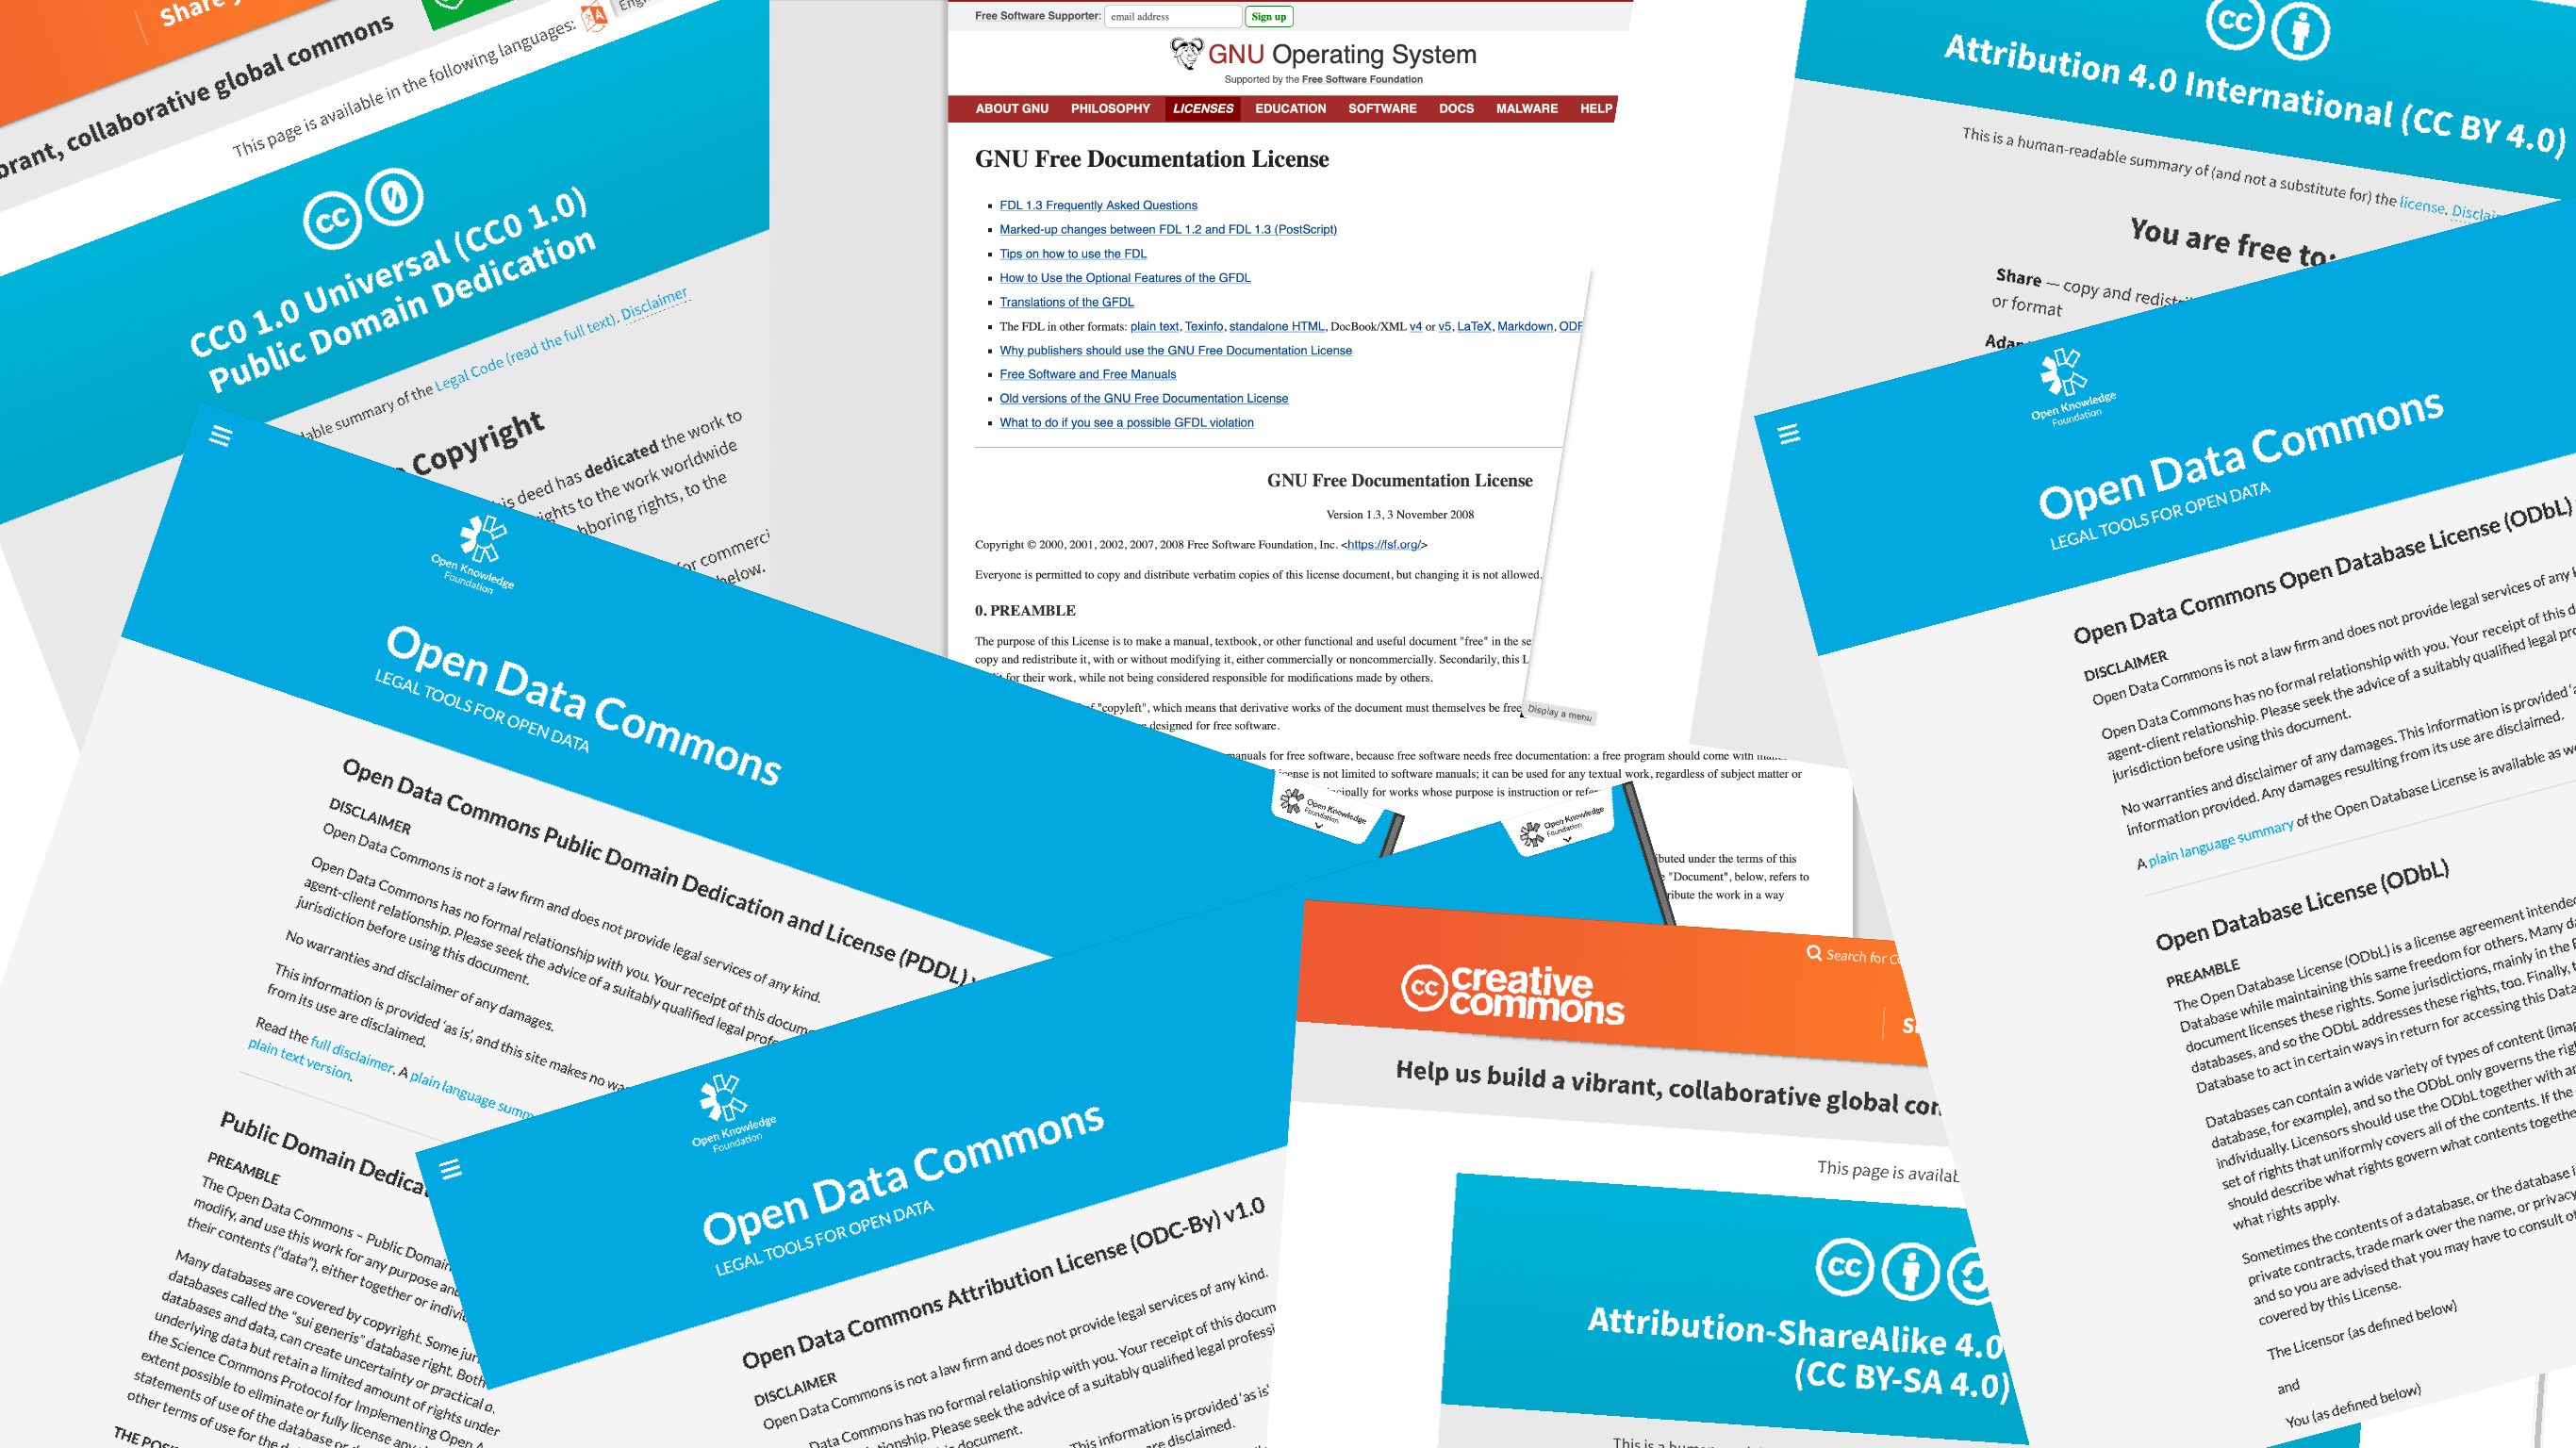 Share
brant, collaborative global commons
This page is available in the following languages:
CC0 1.0 Universal (CC0 1.0)
Public Domain Dedication
summary of the Legal Code (read the full text). Disclaimer
Copyright
this deed has dedicated the work to
rights to the work worldwide
boring rights, to the
for commerci
below.
Free Software Supporter: email address Sign up
GNU Operating System
Supported by the Free Software Foundation
ABOUT GNU PHILOSOPHY LICENSES EDUCATION SOFTWARE DOCS MALWARE HELP
GNU Free Documentation License
FDL 1.3 Frequently Asked Questions
Marked-up changes between FDL 1.2 and FDL 1.3 (PostScript)
Tips on how to use the FDL
How to Use the Optional Features of the GFDL
Translations of the GFDL
The FDL in other formats: plain text, Texinfo, standalone HTML, DocBook/XML v4 or v5, LaTeX, Markdown, ODF
Why publishers should use the GNU Free Documentation License
Free Software and Free Manuals
Old versions of the GNU Free Documentation License
What to do if you see a possible GFDL violation
GNU Free Documentation License
Version 1.3, 3 November 2008
Copyright © 2000, 2001, 2002, 2007, 2008 Free Software Foundation, Inc. <https://fsf.org/>
Everyone is permitted to copy and distribute verbatim copies of this license document, but changing it is not allowed.
0. PREAMBLE
The purpose of this License is to make a manual, textbook, or other functional and useful document "free" in the se
copy and redistribute it, with or without modifying it, either commercially or noncommercially. Secondarily, this L
for their work, while not being considered responsible for modifications made by others.
of "copyleft", which means that derivative works of the document must themselves be free
designed for free software.
manuals for free software, because free software needs free documentation: a free program should come with
License is not limited to software manuals; it can be used for any textual work, regardless of subject matter or
for works whose purpose is instruction or
Display a menu
buted under the terms of this
"Document", below, refers to
ribute the work in a way
cc
Attribution 4.0 International (CC BY 4.0)
This is a human-readable summary of (and not a substitute for) the license. Disclai
You are free to:
Share — copy and redist
or format
Adap
Open Knowledge
Foundation
Open Data Commons
LEGAL TOOLS FOR OPEN DATA
Open Data Commons Open Database License (ODbL)
DISCLAIMER
Open Data Commons is not a law firm and does not provide legal services of any
Open Data Commons has no formal relationship with you. Your receipt of this d
agent-client relationship. Please seek the advice of a suitably qualified legal pro
jurisdiction before using this document.
No warranties and disclaimer of any damages. This information is provided 'a
information provided. Any damages resulting from its use are disclaimed.
A plain language summary of the Open Database License is available as we
Open Database License (ODbL)
PREAMBLE
The Open Database License (ODbL) is a license agreement intended
Database while maintaining this same freedom for others. Many da
document licenses these rights. Some jurisdictions, mainly in the
databases, and so the ODbL addresses these rights, too. Finally, t
Database to act in certain ways in return for accessing this Data
Databases can contain a wide variety of types of content (imag
database, for example), and so the ODbL only governs the righ
individually. Licensors should use the ODbL together with an
set of rights that uniformly covers all of the contents. If the
should describe what rights govern what contents togethe
what rights apply.
Sometimes the contents of a database, or the database i
private contracts, trade mark over the name, or privacy
and so you are advised that you may have to consult ot
covered by this License.
The Licensor (as defined below)
and
You (as defined below)
Open Knowledge
Foundation
Open Data Commons
LEGAL TOOLS FOR OPEN DATA
Open Data Commons Public Domain Dedication and License (PDDL)
DISCLAIMER
Open Data Commons is not a law firm and does not provide legal services of any kind.
Open Data Commons has no formal relationship with you. Your receipt of this docum
agent-client relationship. Please seek the advice of a suitably qualified legal profe
jurisdiction before using this document.
No warranties and disclaimer of any damages.
This information is provided 'as is', and this site makes no wa
from its use are disclaimed.
Read the full disclaimer. A plain language summ
plain text version.
Public Domain Dedica
PREAMBLE
The Open Data Commons – Public Domain
modify, and use this work for any purpose and
their contents ("data"), either together or indivi
Many databases are covered by copyright. Some jur
databases called the "sui generis" database right. Both
databases and data, can create uncertainty or practical
underlying data but retain a limited amount of rights under
the Science Commons Protocol for Implementing Open A
extent possible to eliminate or fully license any
statements of use of the database or
other terms of use for the
THE POS
Open Knowledge
Foundation
Open Knowledge
Foundation
Open Knowledge
Foundation
Open Data Commons
LEGAL TOOLS FOR OPEN DATA
Open Data Commons Attribution License (ODC-By) v1.0
DISCLAIMER
Open Data Commons is not a law firm and does not provide legal services of any kind.
Data Commons has no formal relationship with you. Your receipt of this docum
tionship. Please seek the advice of a suitably qualified legal professi
document.
This information is provided 'as is'
are disclaimed.
Search for
cc creative
commons
Help us build a vibrant, collaborative global
This page is availab
cc
Attribution-ShareAlike 4.0
(CC BY-SA 4.0)
This is a